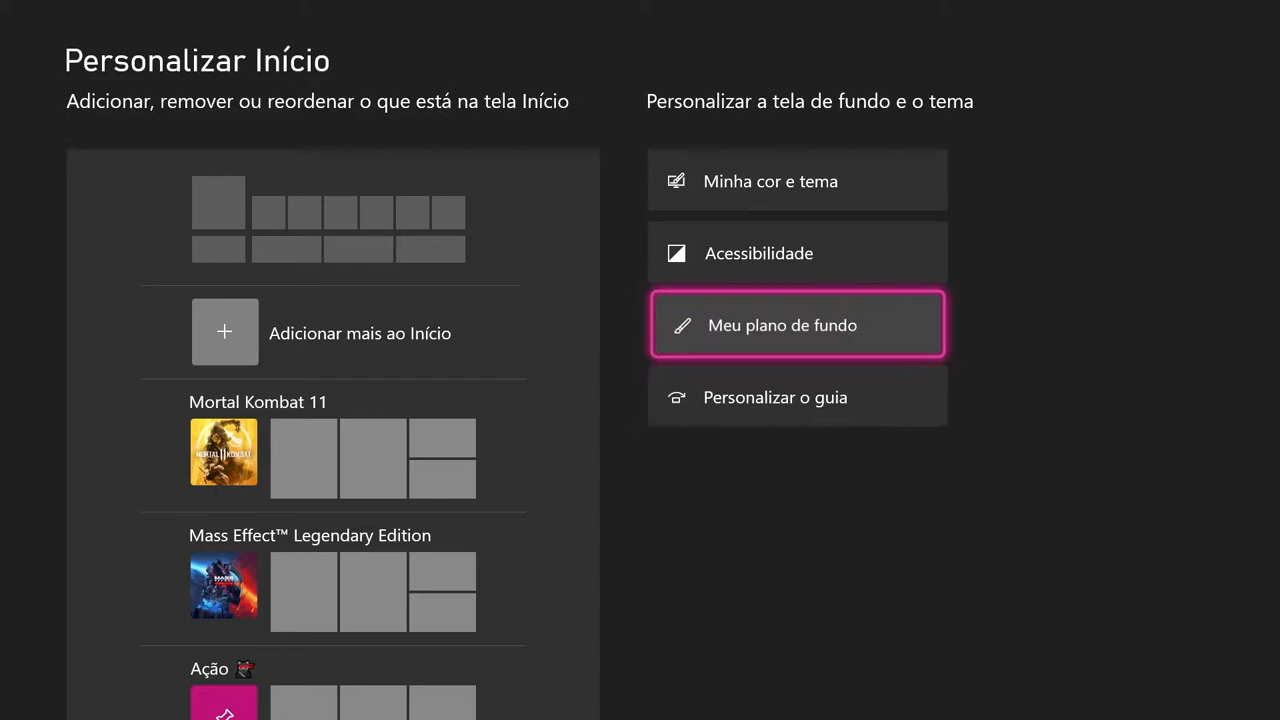 Personalizar Início
Adicionar, remover ou reordenar o que está na tela Início
Adicionar mais ao Início
Mortal Kombat 11
MORTAL KOMBAT
Mass Effect™ Legendary Edition
Ação
Personalizar a tela de fundo e o tema
Minha cor e tema
Acessibilidade
Meu plano de fundo
Personalizar o guia